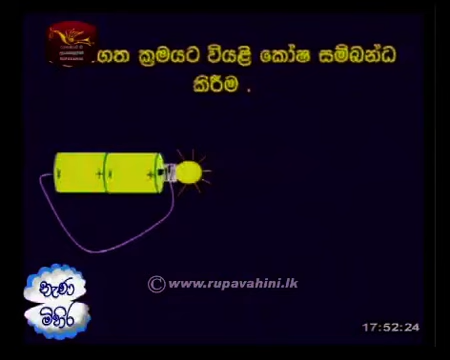 ගත ක්‍රමයට වියළි කෝෂ සම්බන්ධ
කිරීම .
- + - +
© www.rupavahini.lk
නැණ
මිහිර
17:52:24